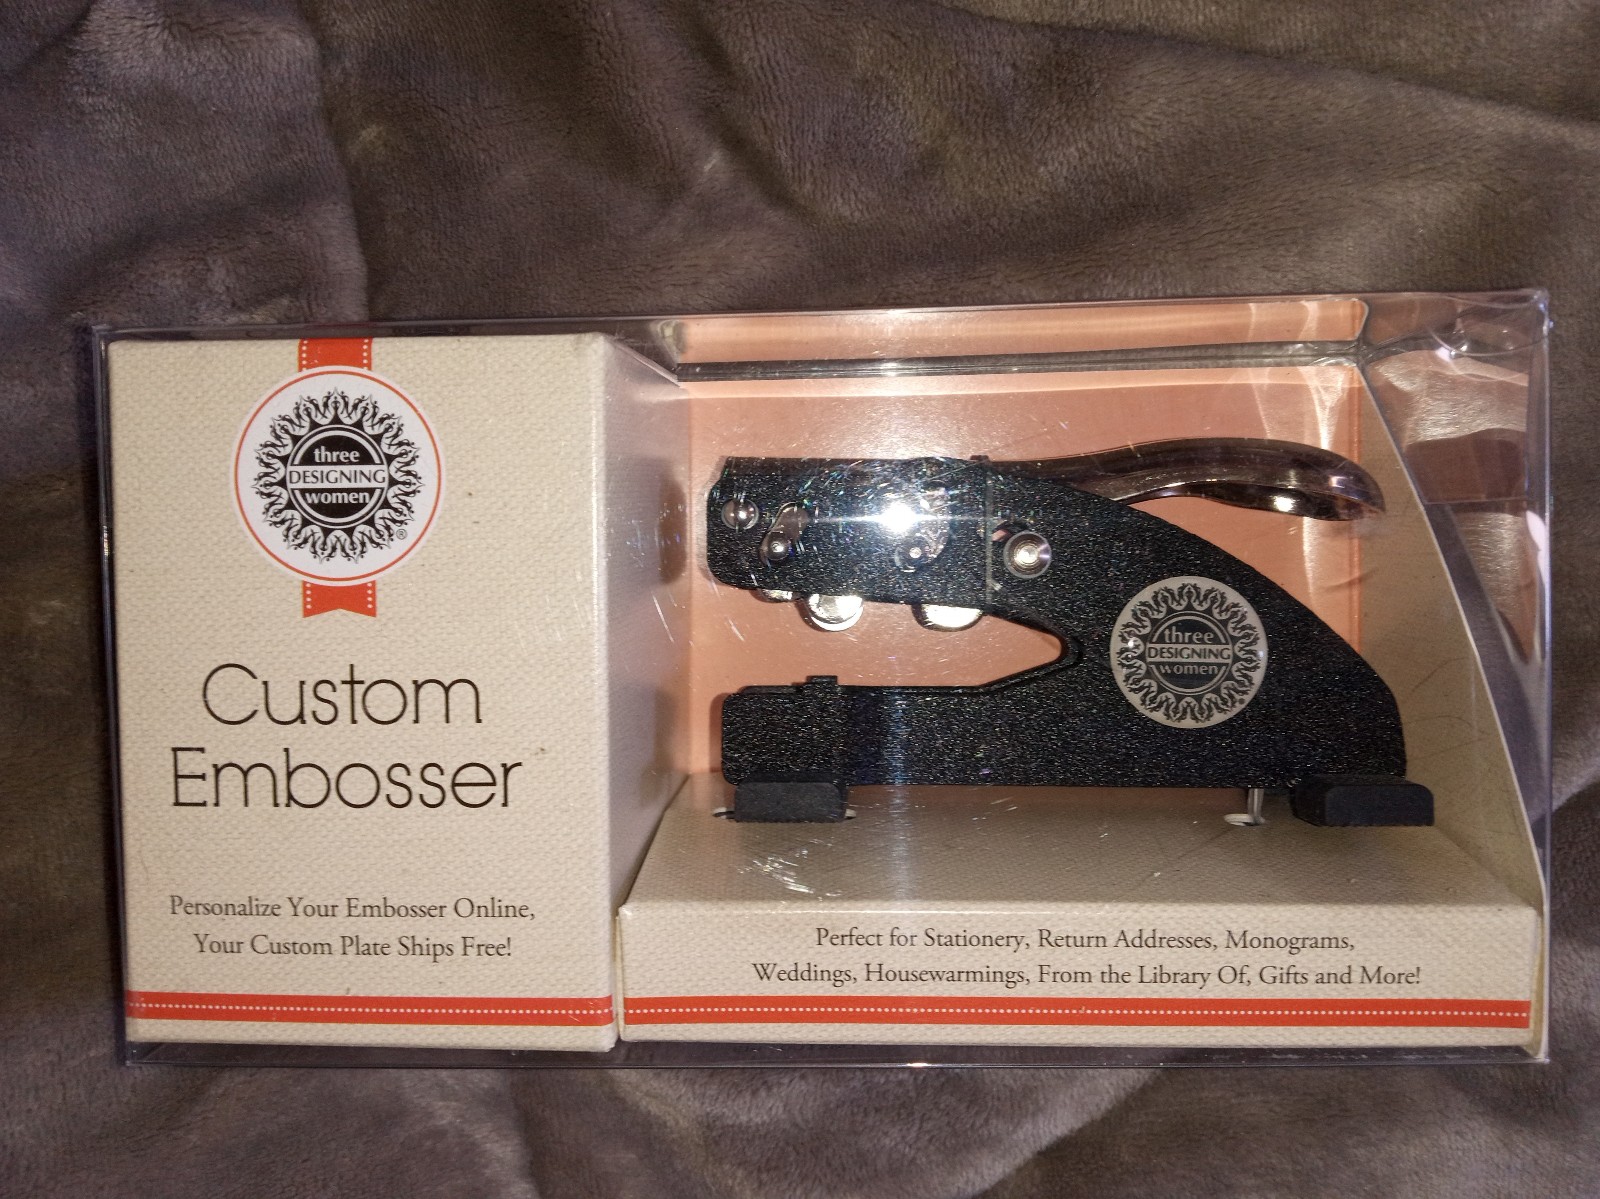 three
DESIGNING
women
®
Custom
Embosser
Personalize Your Embosser Online,
Your Custom Plate Ships Free!
three
DESIGNING
women
®
Perfect for Stationery, Return Addresses, Monograms,
Weddings, Housewarmings, From the Library Of, Gifts and More!